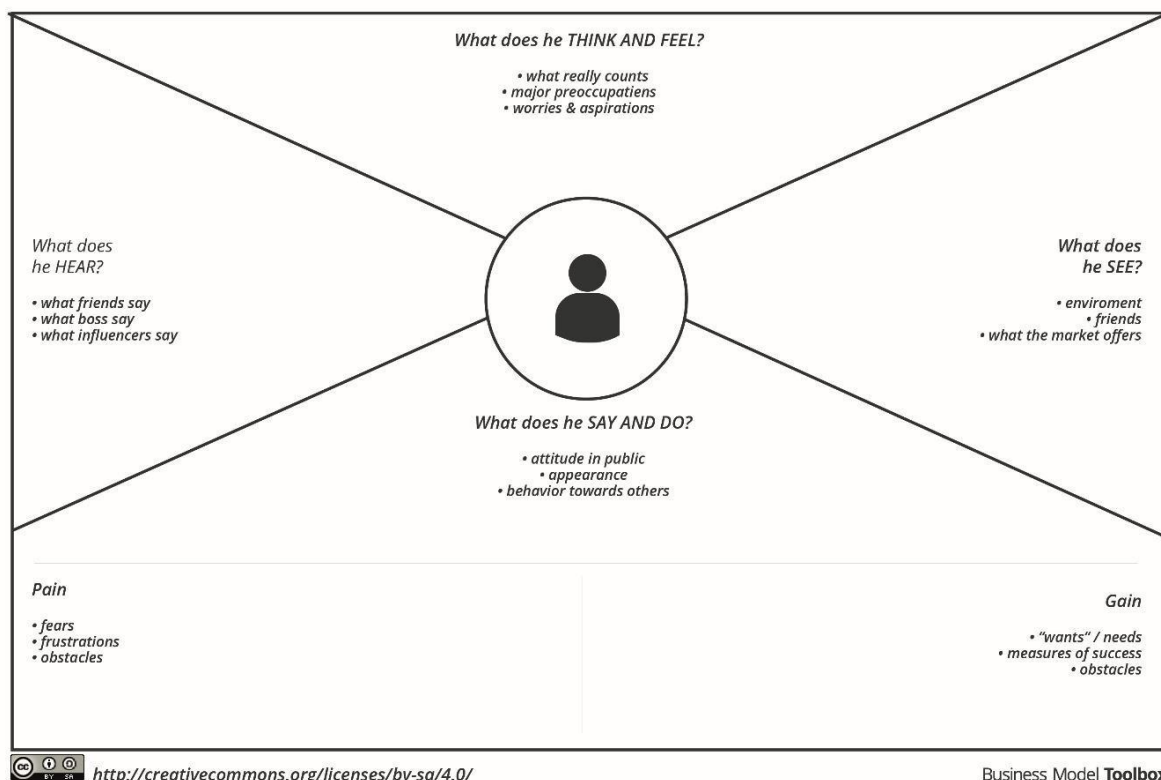 What does he THINK AND FEEL?
• what really counts
• major preoccupatiens
• worries & aspirations
What does
he HEAR?
• what friends say
• what boss say
• what influencers say
What does
he SEE?
• enviroment
• friends
• what the market offers
What does he SAY AND DO?
• attitude in public
• appearance
• behavior towards others
Pain
• fears
• frustrations
• obstacles
Gain
• “wants“ / needs
• measures of success
• obstacles
cc BY SA
http://creativecommons.org/licenses/by-sa/4.0/
Business Model Toolbox